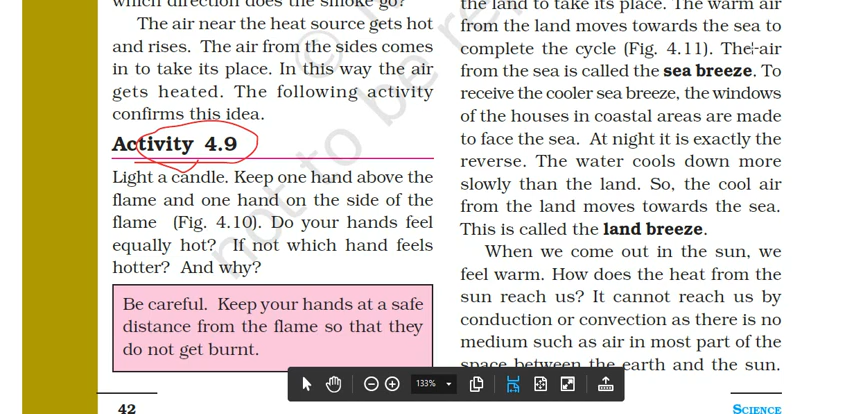 which direction does the smoke go?
The air near the heat source gets hot
and rises. The air from the sides comes
in to take its place. In this way the air
gets heated. The following activity
confirms this idea.
Activity 4.9
Light a candle. Keep one hand above the
flame and one hand on the side of the
flame (Fig. 4.10). Do your hands feel
equally hot? If not which hand feels
hotter? And why?
Be careful. Keep your hands at a safe
distance from the flame so that they
do not get burnt.
42
the land to take its place. The warm air
from the land moves towards the sea to
complete the cycle (Fig. 4.11). The air
from the sea is called the sea breeze. To
receive the cooler sea breeze, the windows
of the houses in coastal areas are made
to face the sea. At night it is exactly the
reverse. The water cools down more
slowly than the land. So, the cool air
from the land moves towards the sea.
This is called the land breeze.
When we come out in the sun, we
feel warm. How does the heat from the
sun reach us? It cannot reach us by
conduction or convection as there is no
medium such as air in most part of the
space between the earth and the sun.
133%
SCIENCE
©
not to be re